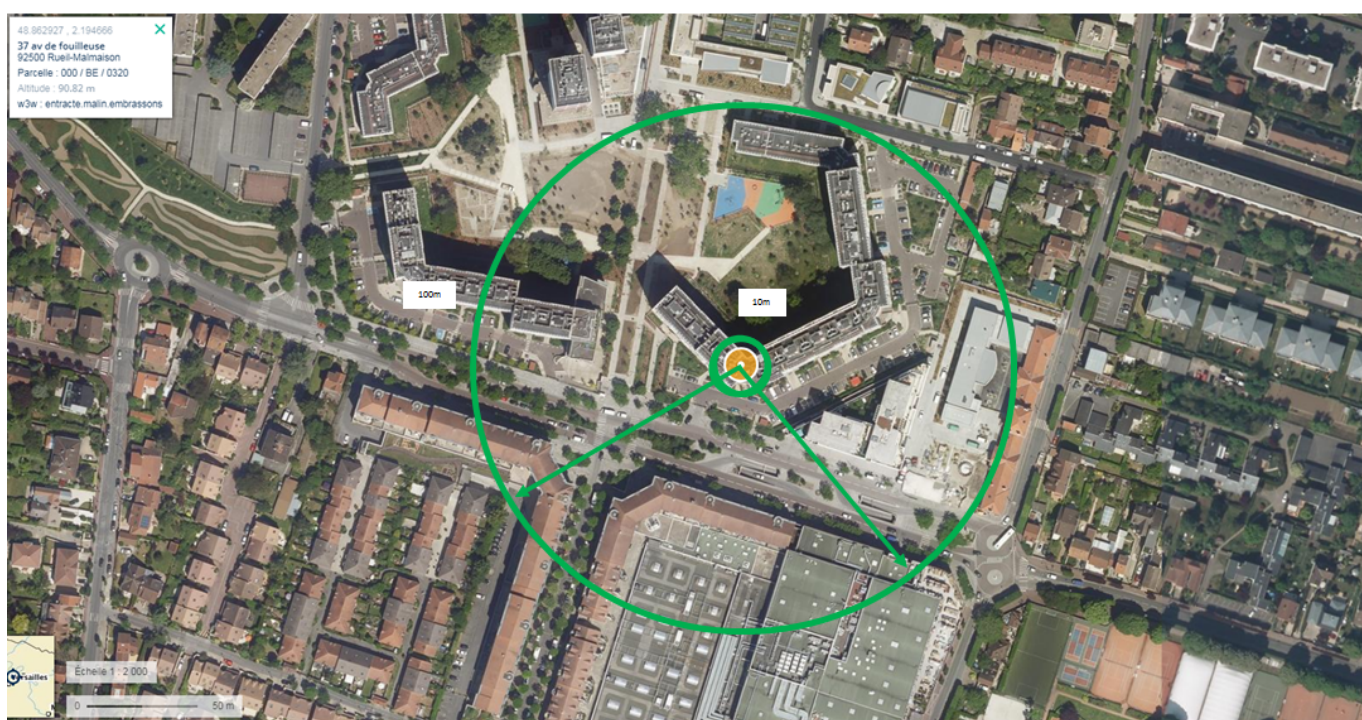 48.862927 , 2.194666
37 av de fouilleuse
92500 Rueil-Malmaison
Parcelle : 000 / BE / 0320
Altitude : 90.82 m
w3w : entracte.malin.embrassons
100m
10m
sailles
Échelle 1 : 2 000
0 50 m